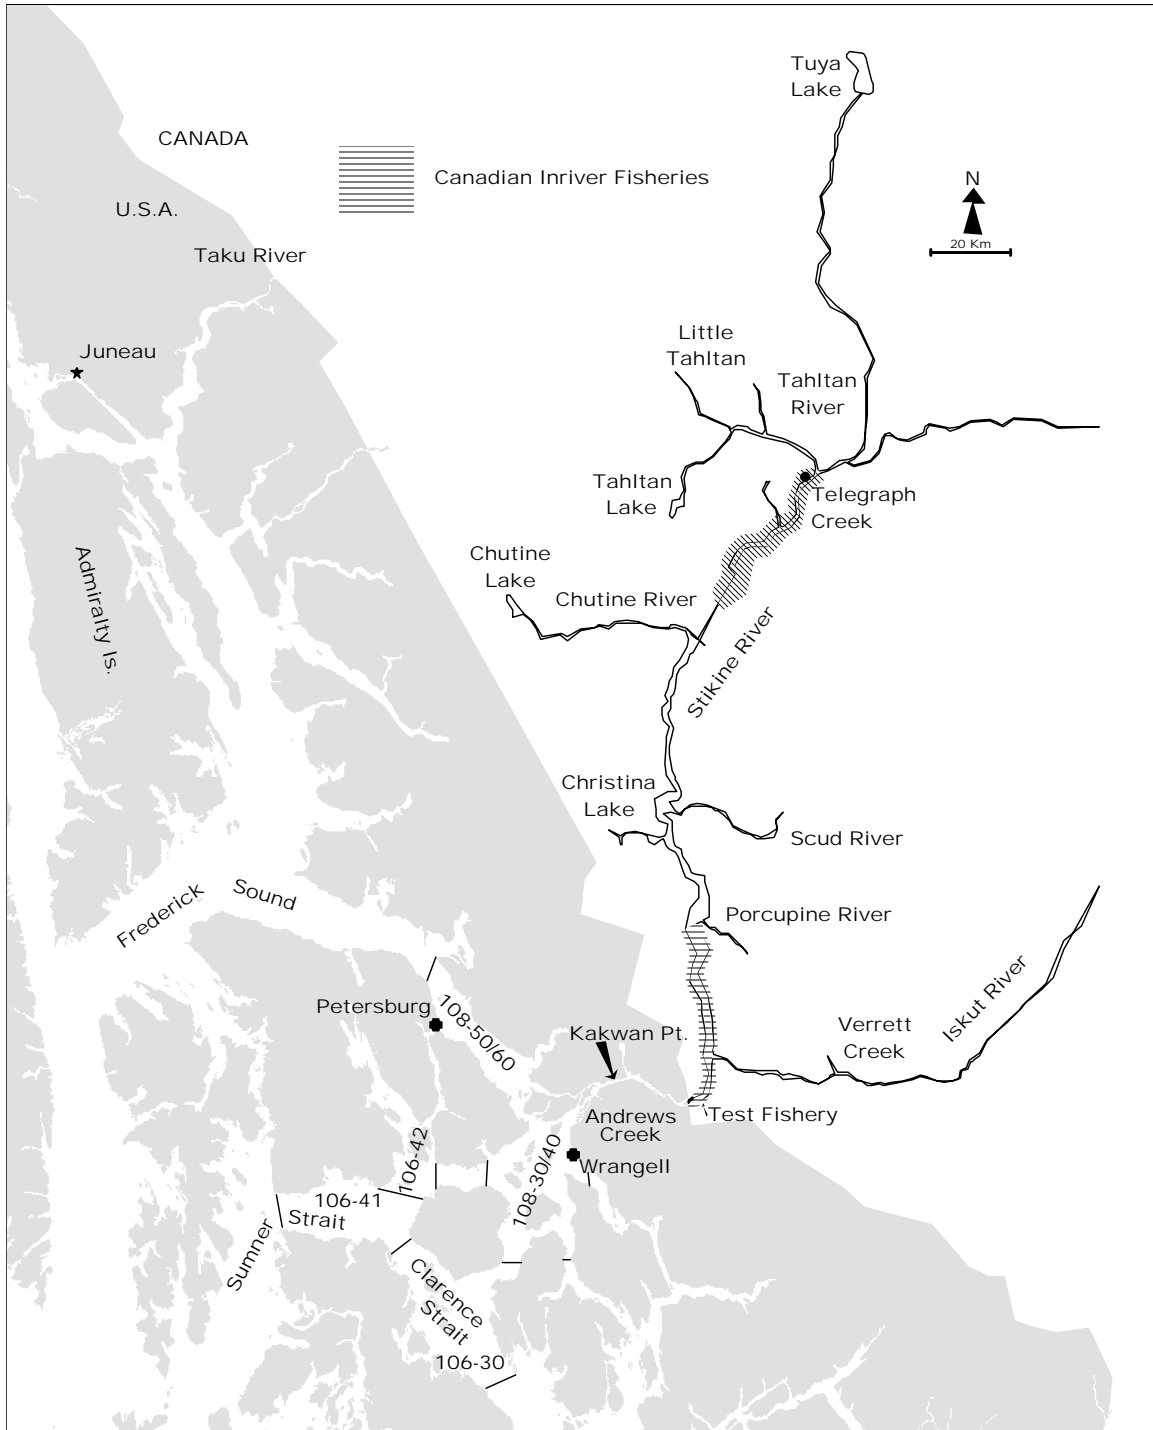 Tuya
Lake
CANADA
Canadian Inriver Fisheries
N
U.S.A.
20 Km
Taku River
Little
Tahltan
Juneau
Tahltan
River
Tahltan
Lake
Telegraph
Creek
Chutine
Lake
Admiralty Is.
Chutine River
Stikine River
Christina
Lake
Scud River
Frederick
Sound
Porcupine River
Petersburg
108-50/60
Iskut River
Kakwan Pt.
Verrett
Creek
Andrews
Creek
Test Fishery
106-42
108-30/40
Wrangell
106-41
Sumner
Strait
Clarence
Strait
106-30